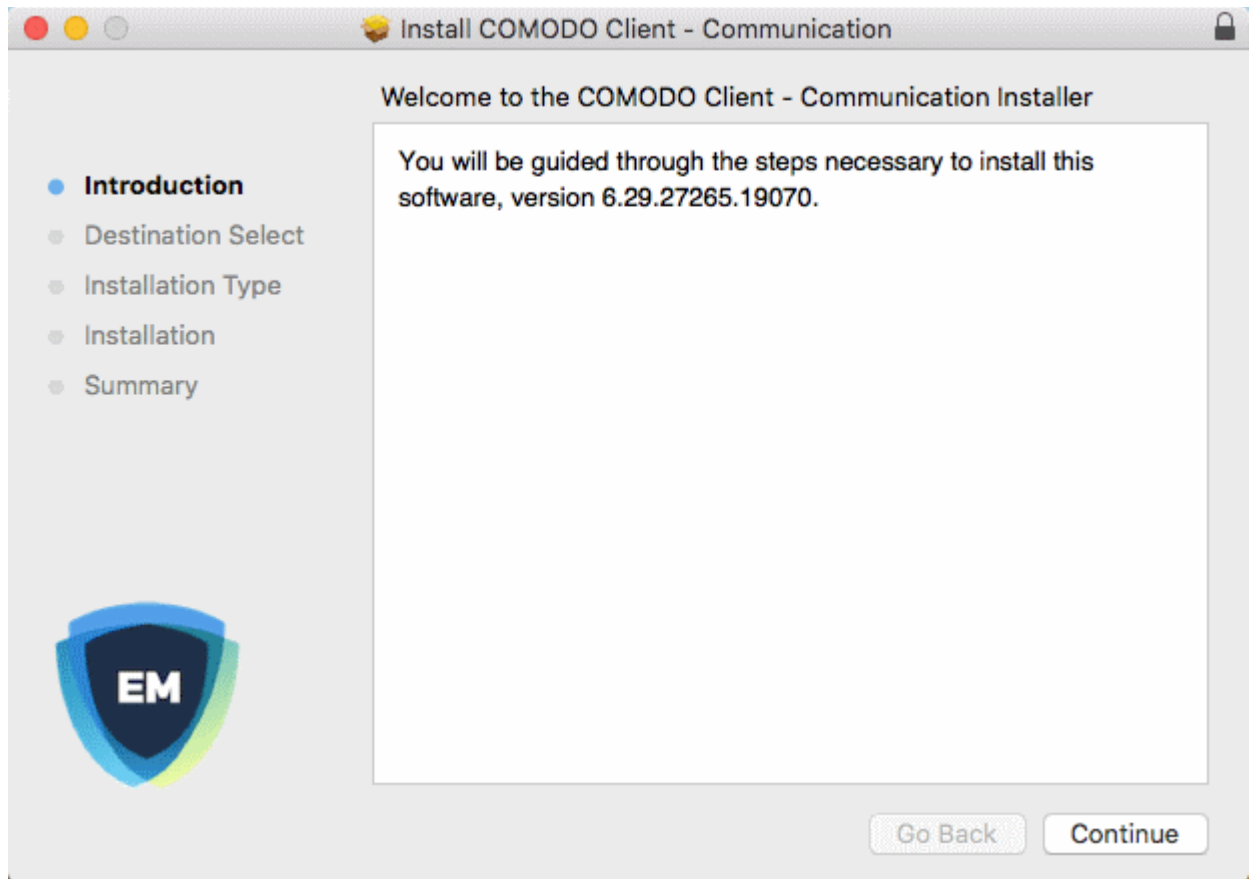 Install COMODO Client - Communication
Welcome to the COMODO Client - Communication Installer
Introduction
Destination Select
Installation Type
Installation
Summary
You will be guided through the steps necessary to install this
software, version 6.29.27265.19070.
EM
Go Back
Continue